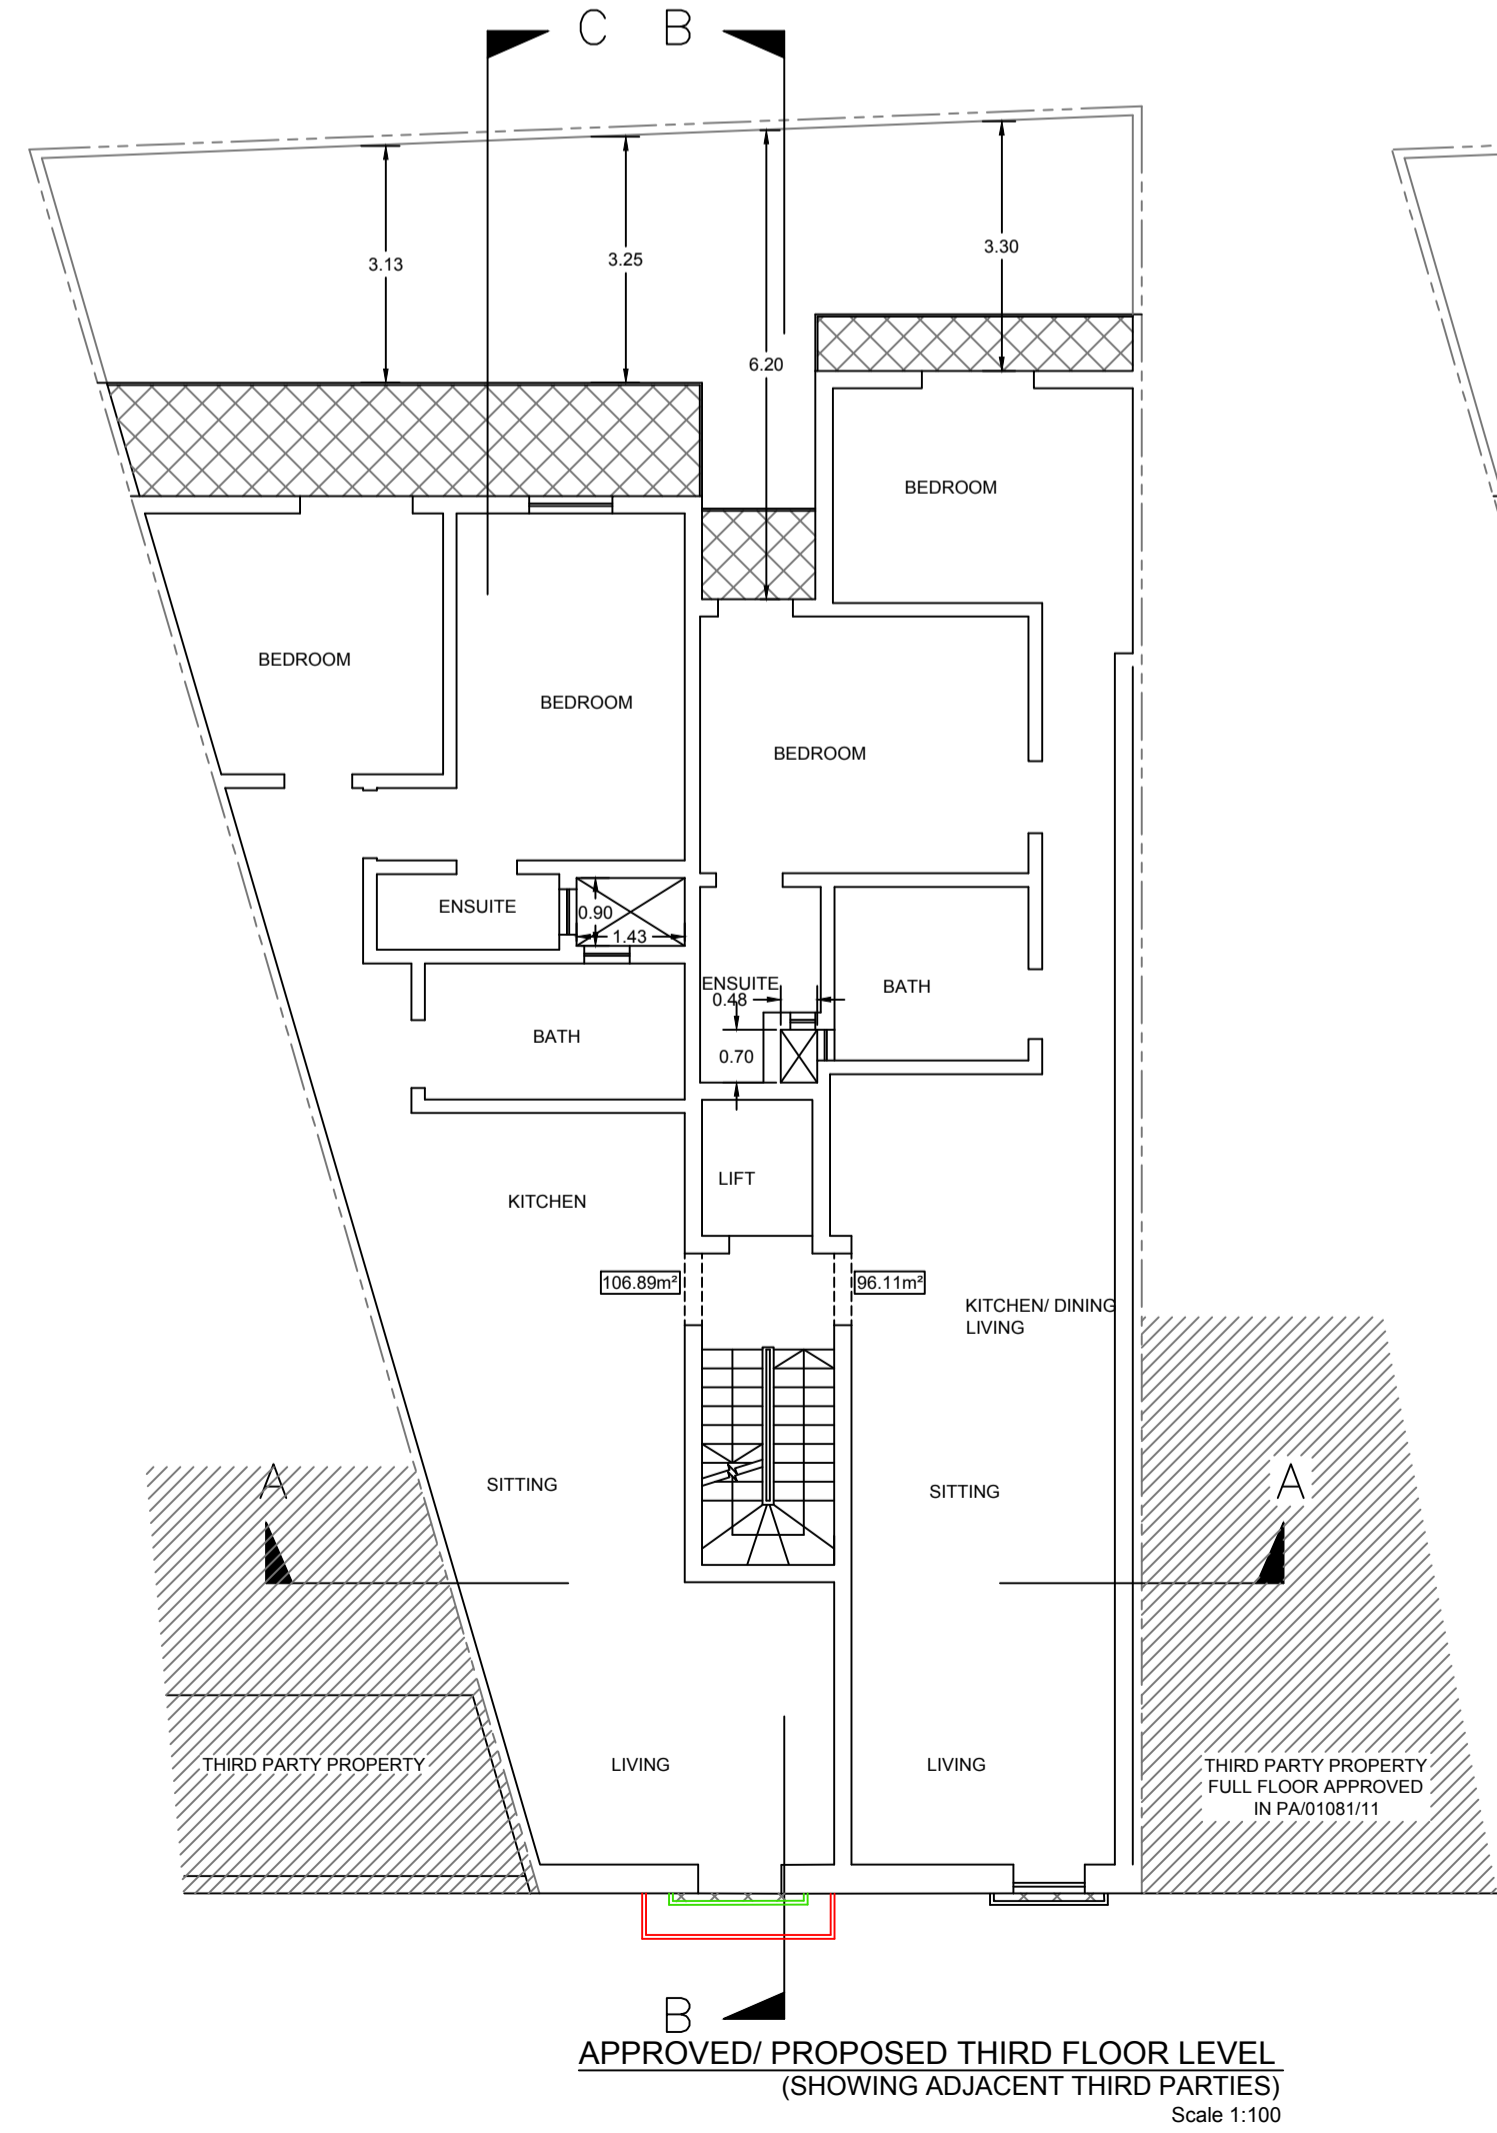 C B
3.13
3.25
6.20
3.30
BEDROOM
BEDROOM
BEDROOM
BEDROOM
ENSUITE
0.90
1.43
ENSUITE
0.48
BATH
BATH
0.70
LIFT
KITCHEN
106.89m²
96.11m²
KITCHEN/ DINING
LIVING
A
SITTING
SITTING
A
THIRD PARTY PROPERTY
LIVING
LIVING
THIRD PARTY PROPERTY
FULL FLOOR APPROVED
IN PA/01081/11
B
APPROVED/ PROPOSED THIRD FLOOR LEVEL
(SHOWING ADJACENT THIRD PARTIES)
Scale 1:100